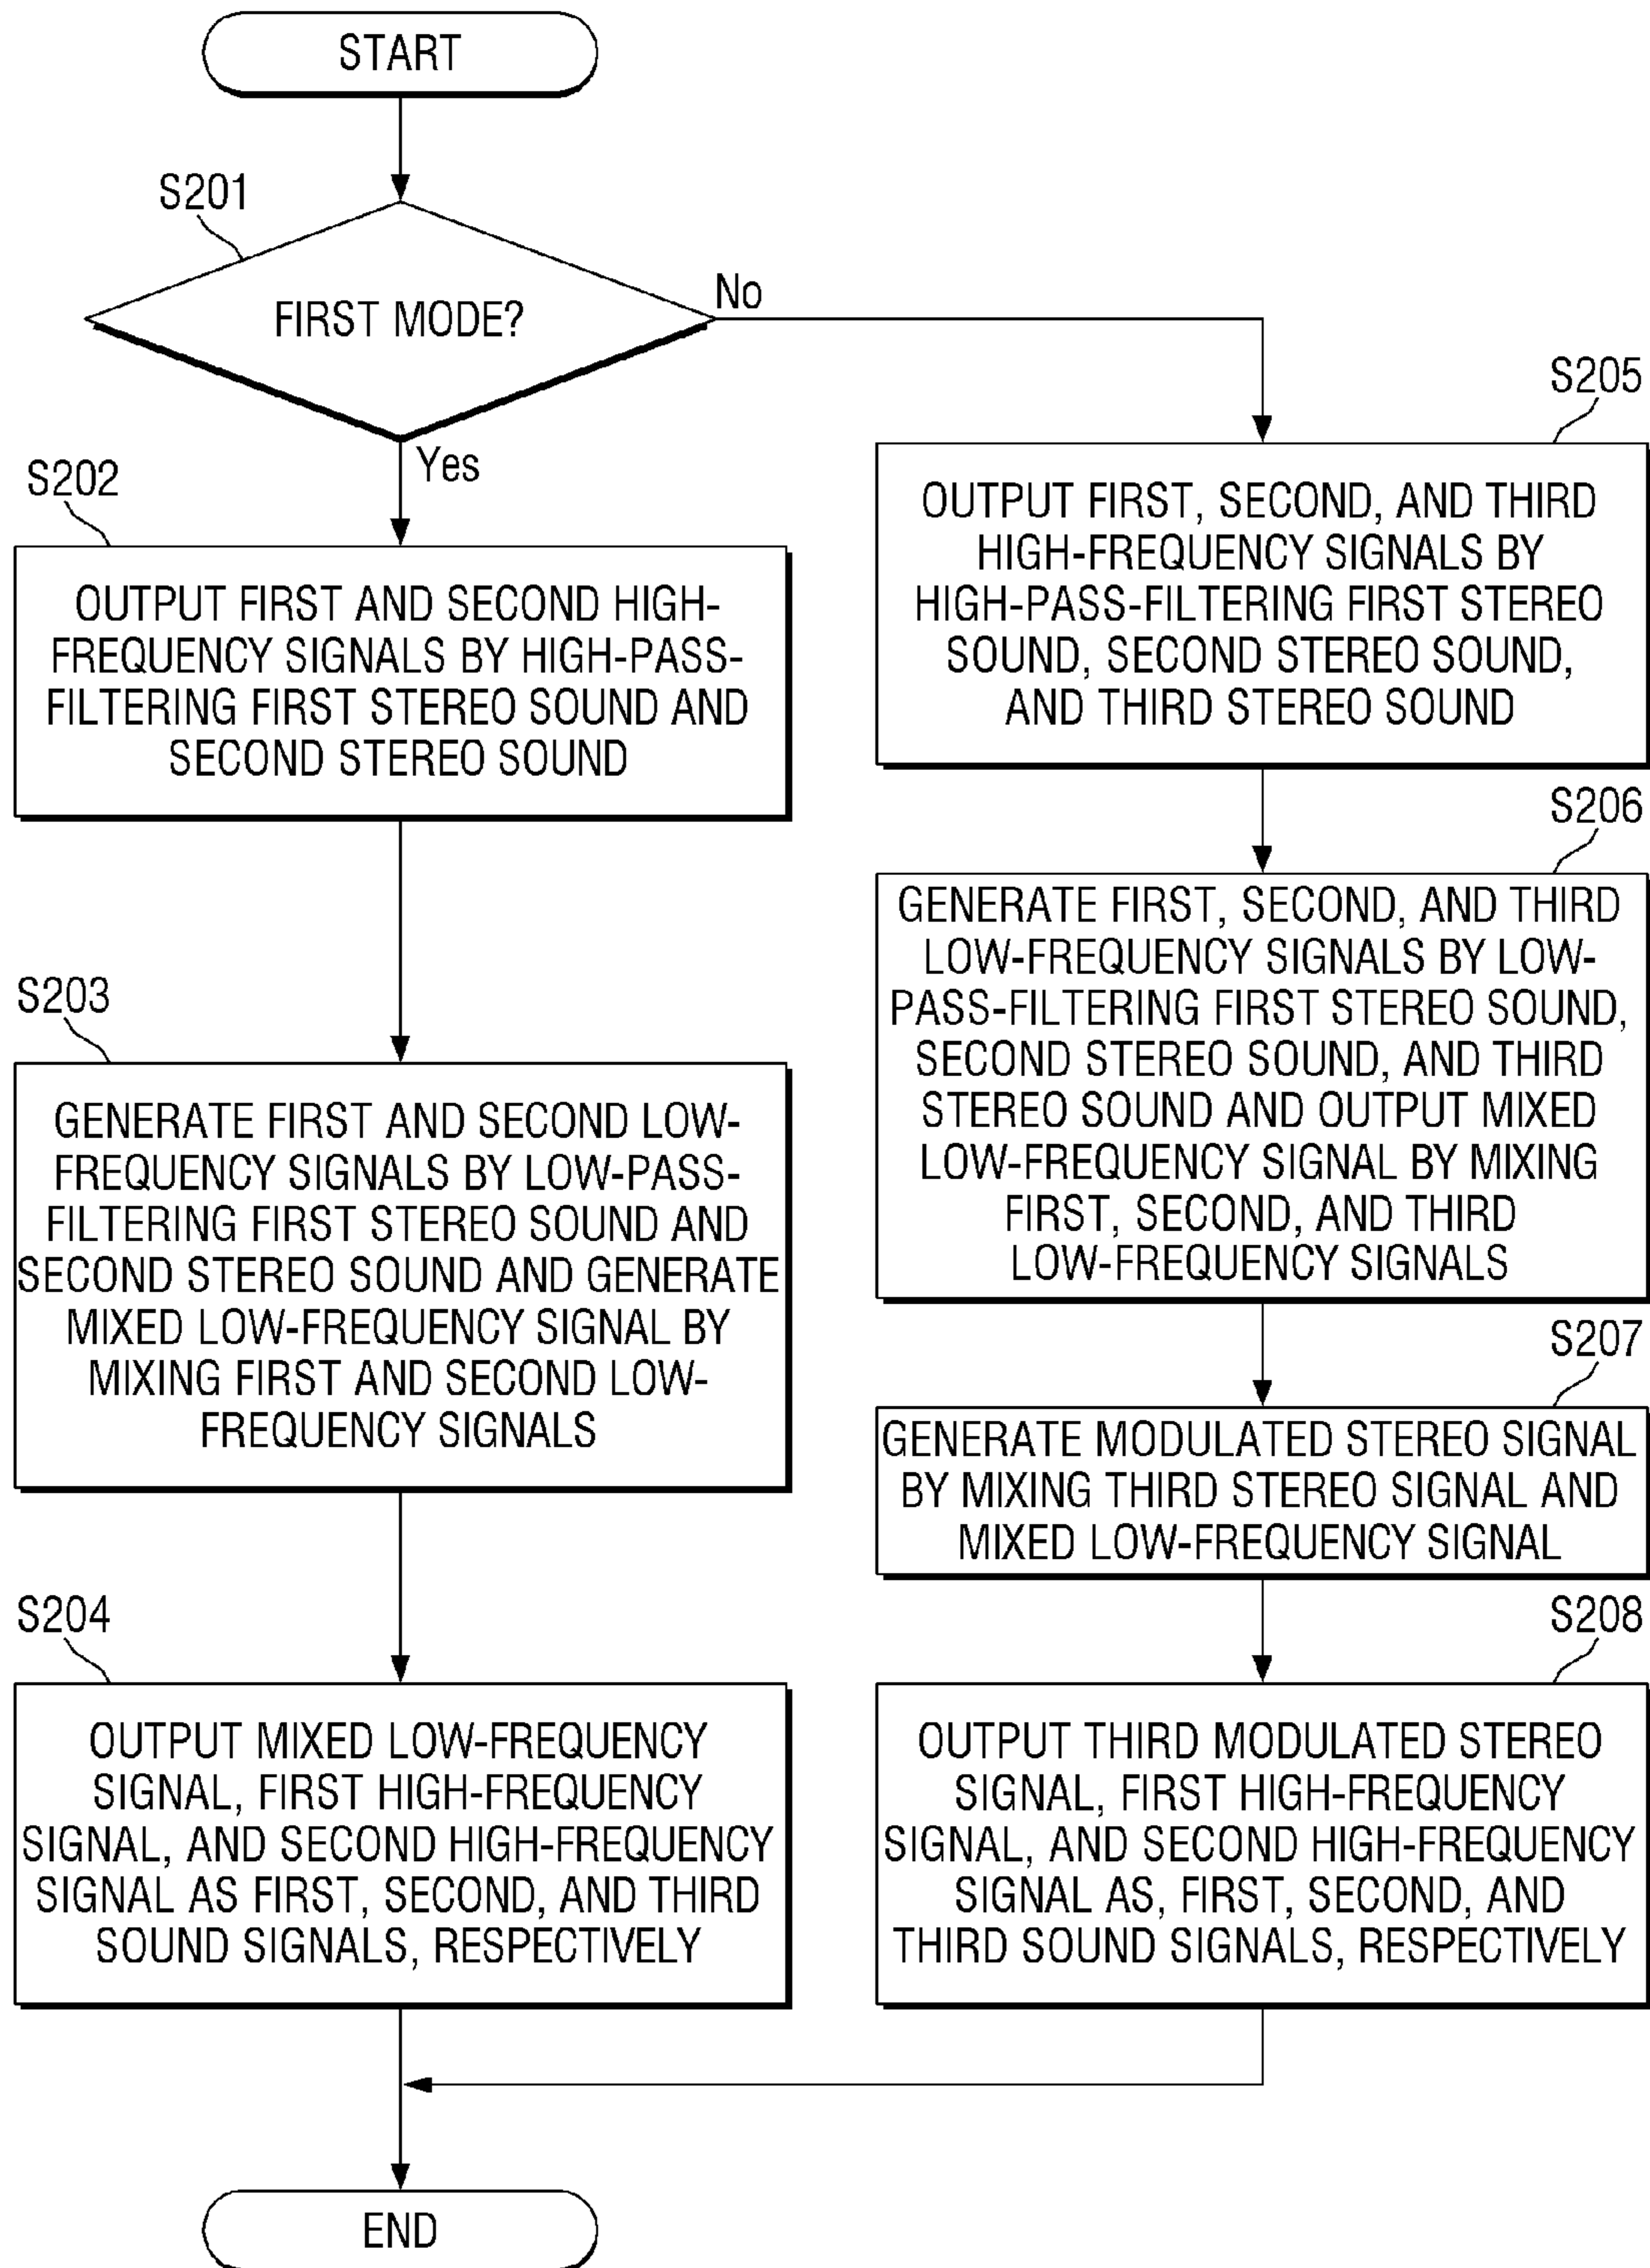 START
S201
FIRST MODE?
No
Yes
S202
OUTPUT FIRST AND SECOND HIGH-
FREQUENCY SIGNALS BY HIGH-PASS-
FILTERING FIRST STEREO SOUND AND
SECOND STEREO SOUND
S203
GENERATE FIRST AND SECOND LOW-
FREQUENCY SIGNALS BY LOW-PASS-
FILTERING FIRST STEREO SOUND AND
SECOND STEREO SOUND AND GENERATE
MIXED LOW-FREQUENCY SIGNAL BY
MIXING FIRST AND SECOND LOW-
FREQUENCY SIGNALS
S204
OUTPUT MIXED LOW-FREQUENCY
SIGNAL, FIRST HIGH-FREQUENCY
SIGNAL, AND SECOND HIGH-FREQUENCY
SIGNAL AS FIRST, SECOND, AND THIRD
SOUND SIGNALS, RESPECTIVELY
S205
OUTPUT FIRST, SECOND, AND THIRD
HIGH-FREQUENCY SIGNALS BY
HIGH-PASS-FILTERING FIRST STEREO
SOUND, SECOND STEREO SOUND,
AND THIRD STEREO SOUND
S206
GENERATE FIRST, SECOND, AND THIRD
LOW-FREQUENCY SIGNALS BY LOW-
PASS-FILTERING FIRST STEREO SOUND,
SECOND STEREO SOUND, AND THIRD
STEREO SOUND AND OUTPUT MIXED
LOW-FREQUENCY SIGNAL BY MIXING
FIRST, SECOND, AND THIRD
LOW-FREQUENCY SIGNALS
S207
GENERATE MODULATED STEREO SIGNAL
BY MIXING THIRD STEREO SIGNAL AND
MIXED LOW-FREQUENCY SIGNAL
S208
OUTPUT THIRD MODULATED STEREO
SIGNAL, FIRST HIGH-FREQUENCY
SIGNAL, AND SECOND HIGH-FREQUENCY
SIGNAL AS, FIRST, SECOND, AND
THIRD SOUND SIGNALS, RESPECTIVELY
END